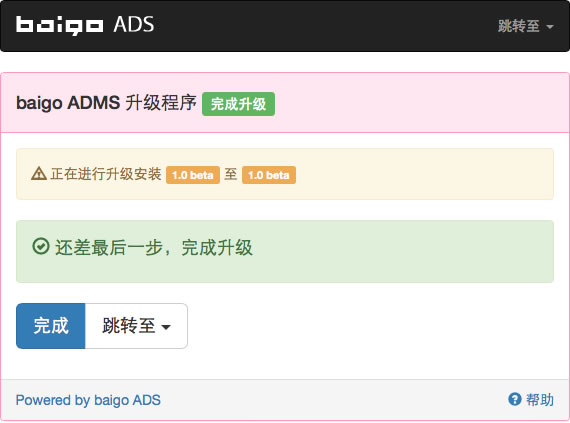 baigo ADS 跳转至
baigo ADMS 升级程序 完成升级
正在进行升级安装 1.0 beta 至 1.0 beta
还差最后一步，完成升级
完成 跳转至
Powered by baigo ADS 帮助